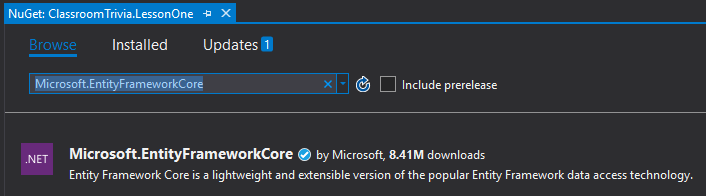 NuGet: ClassroomTrivia.LessonOne
Browse Installed Updates 1
Microsoft.EntityFrameworkCore Include prerelease
.NET Microsoft.EntityFrameworkCore by Microsoft, 8.41M downloads
Entity Framework Core is a lightweight and extensible version of the popular Entity Framework data access technology.